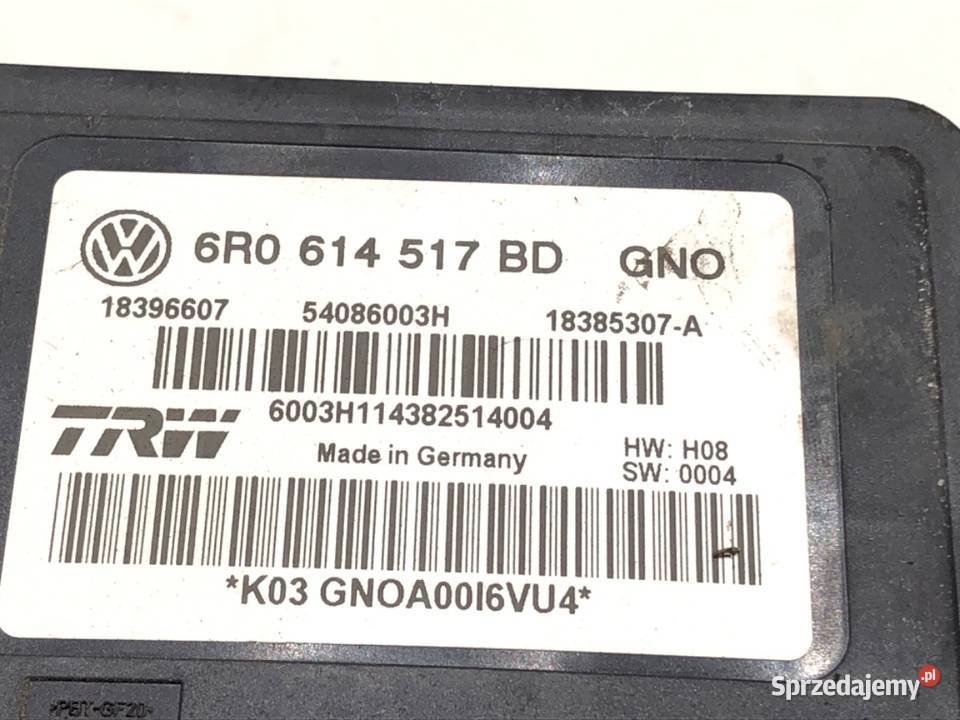 6R0 614 517 BD GNO
18396607 54086003H 18385307-A
6003H114382514004
TRW
Made in Germany
HW: H08
SW: 0004
*K03 GNOA00I6VU4*
Sprzedajemy.pl